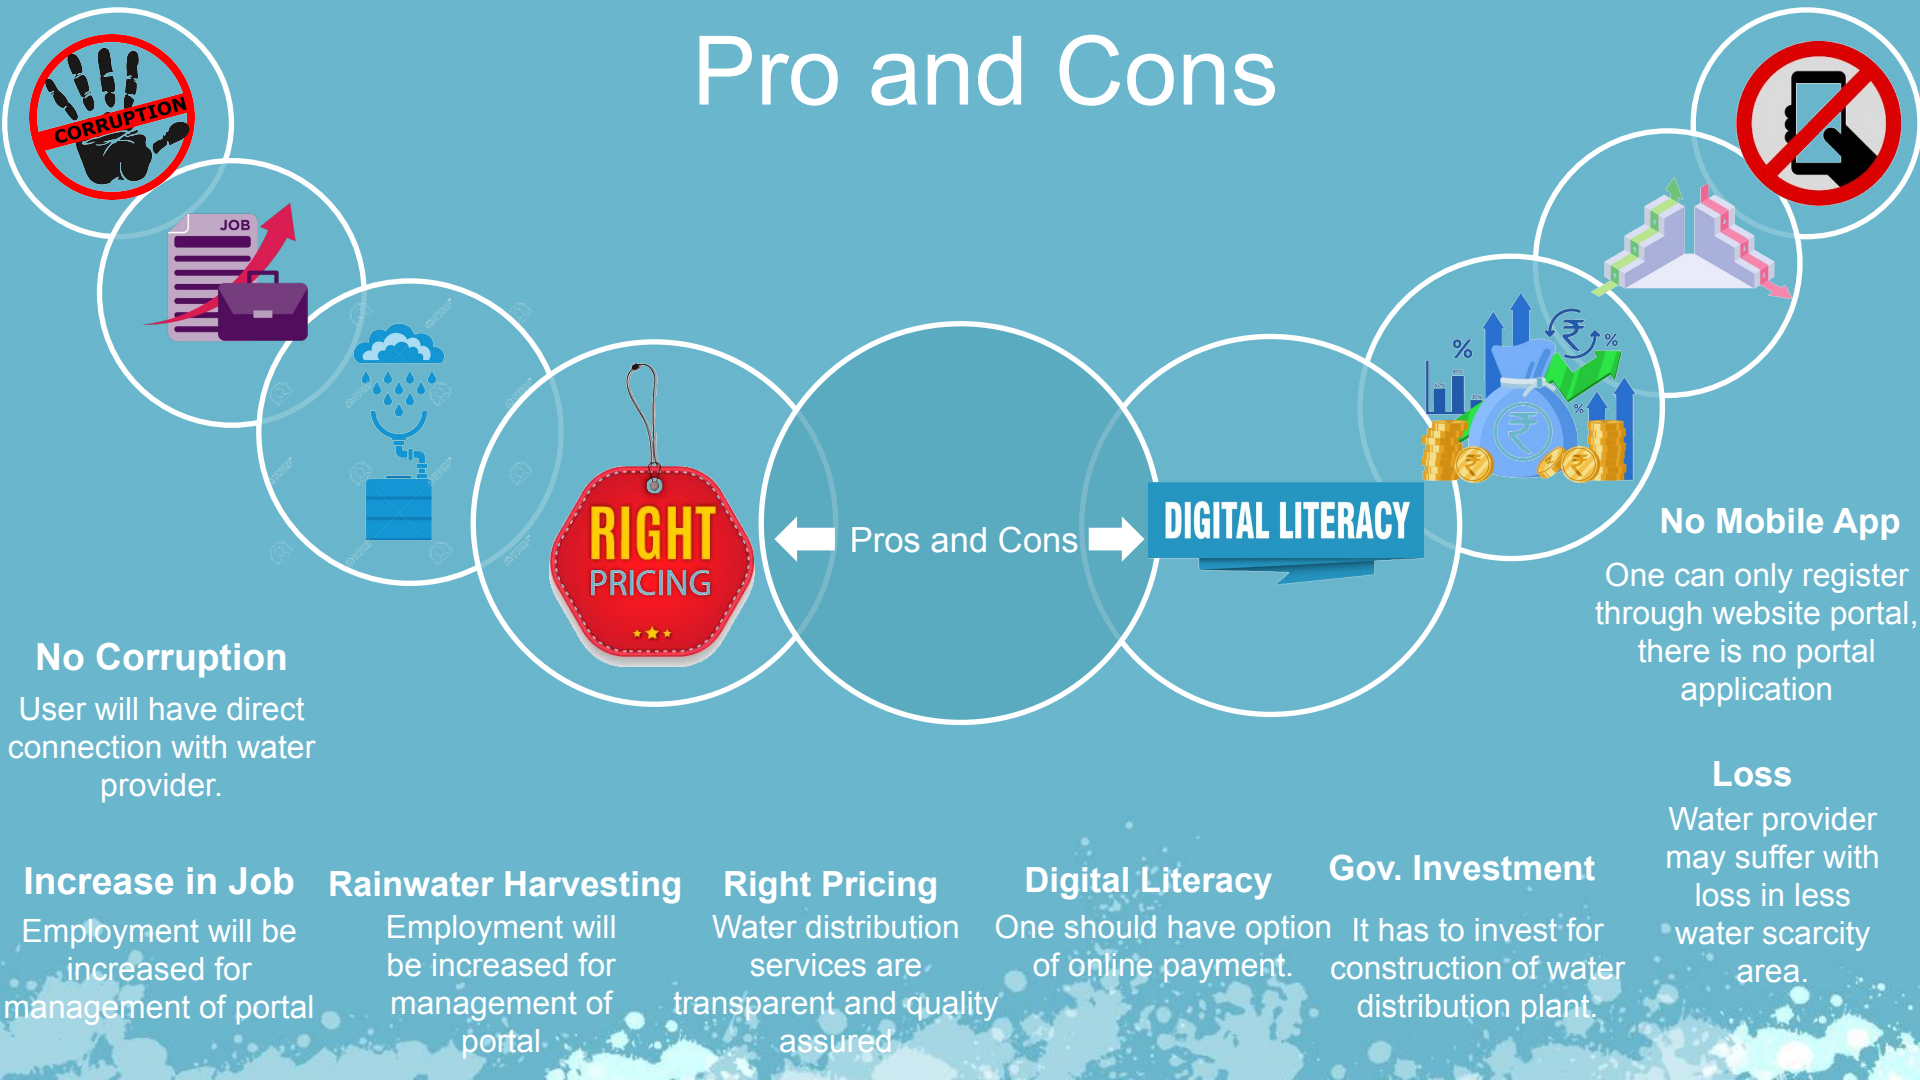 Pro and Cons
CORRUPTION
JOB
RIGHT
PRICING
Pros and Cons
DIGITAL LITERACY
%
%
%
No Corruption
User will have direct
connection with water
provider.
Increase in Job
Employment will be
increased for
management of portal
Rainwater Harvesting
Employment will
be increased for
management of
portal
Right Pricing
Water distribution
services are
transparent and quality
assured
Digital Literacy
One should have option
of online payment.
Gov. Investment
It has to invest for
construction of water
distribution plant.
No Mobile App
One can only register
through website portal,
there is no portal
application
Loss
Water provider
may suffer with
loss in less
water scarcity
area.